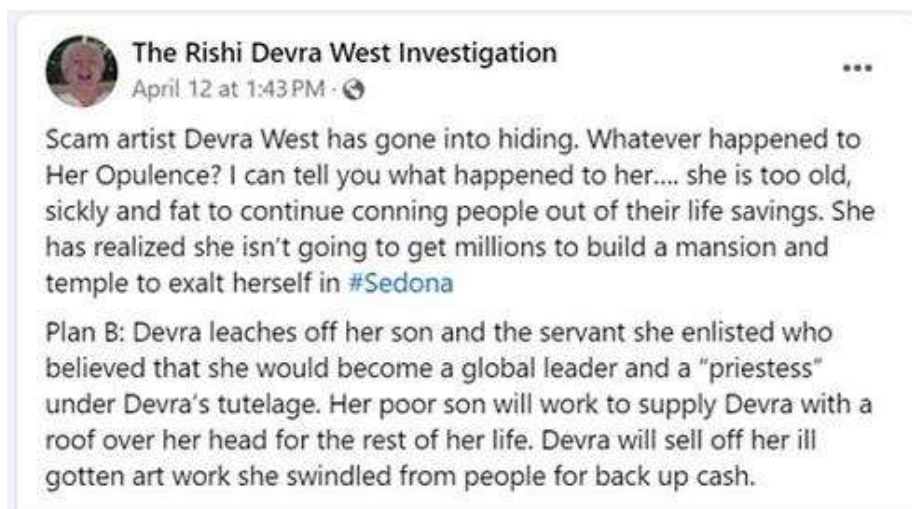 The Rishi Devra West Investigation
April 12 at 1:43 PM ·
Scam artist Devra West has gone into hiding. Whatever happened to
Her Opulence? I can tell you what happened to her.... she is too old,
sickly and fat to continue conning people out of their life savings. She
has realized she isn't going to get millions to build a mansion and
temple to exalt herself in #Sedona
Plan B: Devra leaches off her son and the servant she enlisted who
believed that she would become a global leader and a "priestess"
under Devra's tutelage. Her poor son will work to supply Devra with a
roof over her head for the rest of her life. Devra will sell off her ill
gotten art work she swindled from people for back up cash.